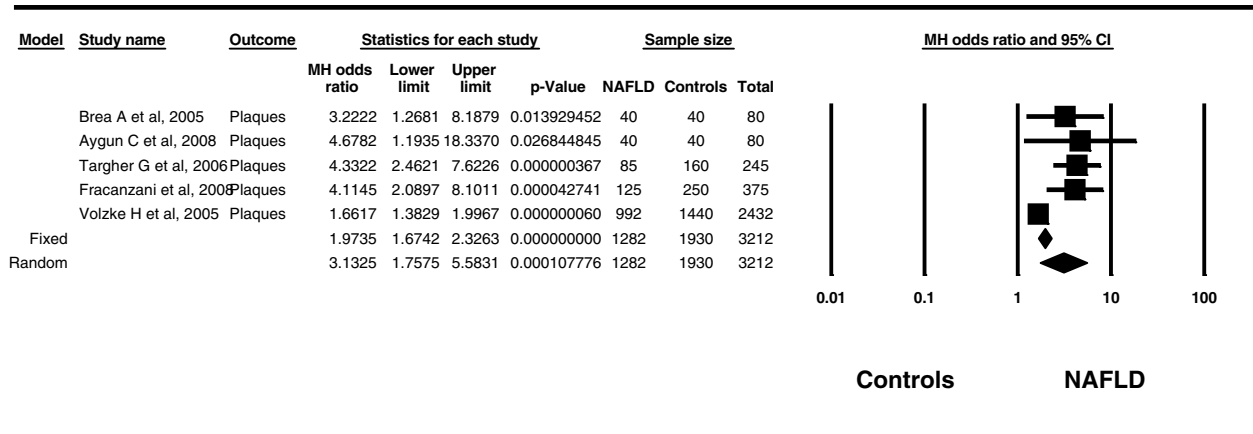 Model Study name Outcome Statistics for each study Sample size MH odds ratio and 95% CI
MH odds Lower Upper
ratio limit limit p-Value NAFLD Controls Total
Brea A et al, 2005 Plaques 3.2222 1.2681 8.1879 0.013929452 40 40 80
Aygun C et al, 2008 Plaques 4.6782 1.1935 18.3370 0.026844845 40 40 80
Targher G et al, 2006 Plaques 4.3322 2.4621 7.6226 0.000000367 85 160 245
Fracanzani et al, 2008 Plaques 4.1145 2.0897 8.1011 0.000042741 125 250 375
Volzke H et al, 2005 Plaques 1.6617 1.3829 1.9967 0.000000060 992 1440 2432
Fixed 1.9735 1.6742 2.3263 0.000000000 1282 1930 3212
Random 3.1325 1.7575 5.5831 0.000107776 1282 1930 3212
0.01 0.1 1 10 100
Controls NAFLD